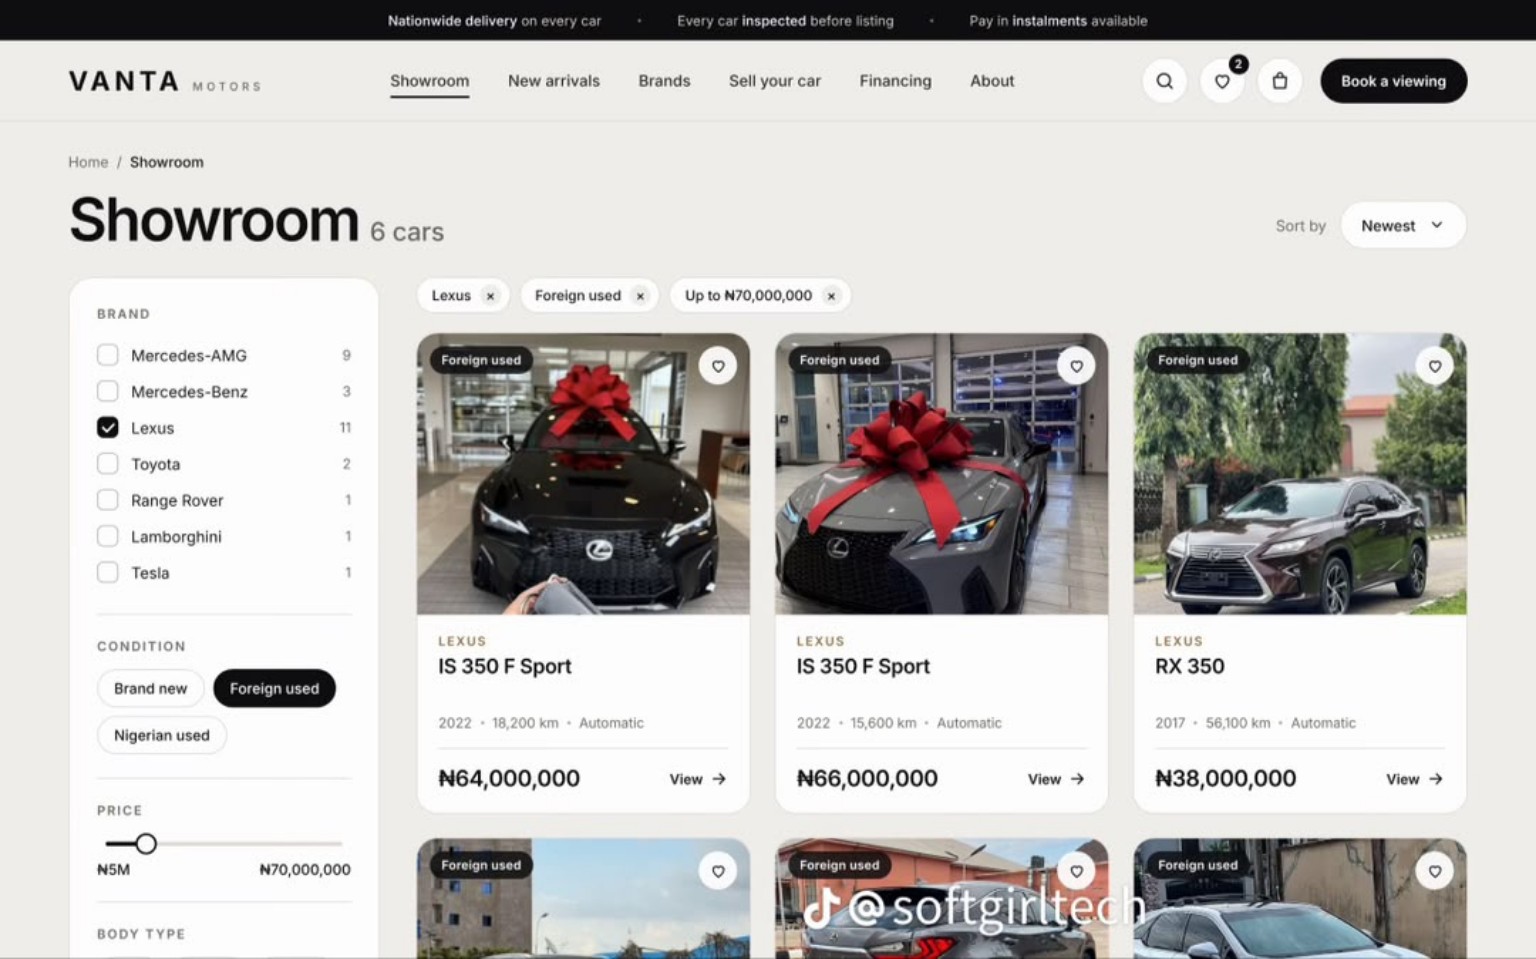 Nationwide delivery on every car • Every car inspected before listing • Pay in instalments available
VANTA MOTORS
Showroom New arrivals Brands Sell your car Financing About
2
Book a viewing
Home / Showroom
Showroom 6 cars
Sort by Newest
BRAND
Mercedes-AMG 9
Mercedes-Benz 3
Lexus 11
Toyota 2
Range Rover 1
Lamborghini 1
Tesla 1
CONDITION
Brand new Foreign used
Nigerian used
PRICE
₦5M ₦70,000,000
BODY TYPE
Lexus × Foreign used × Up to ₦70,000,000 ×
Foreign used
LEXUS
IS 350 F Sport
2022 • 18,200 km • Automatic
₦64,000,000 View →
Foreign used
LEXUS
IS 350 F Sport
2022 • 15,600 km • Automatic
₦66,000,000 View →
Foreign used
LEXUS
RX 350
2017 • 56,100 km • Automatic
₦38,000,000 View →
Foreign used
Foreign used
Foreign used
@softgirltech